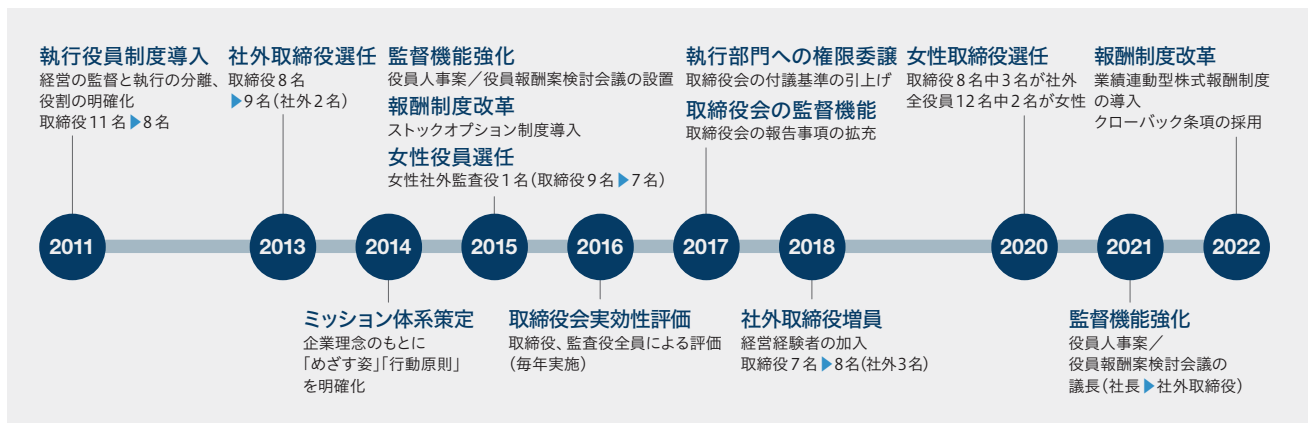 執行役員制度導入
経営の監督と執行の分離、
役割の明確化
取締役11名▶8名
社外取締役選任
取締役8名
▶9名(社外2名)
監督機能強化
役員人事案／役員報酬案検討会議の設置
報酬制度改革
ストックオプション制度導入
女性役員選任
女性社外監査役1名(取締役9名▶7名)
執行部門への権限委譲
取締役会の付議基準の引上げ
取締役会の監督機能
取締役会の報告事項の拡充
女性取締役選任
取締役8名中3名が社外
全役員12名中2名が女性
報酬制度改革
業績連動型株式報酬制度
の導入
クローバック条項の採用
2011
2013
2014
2015
2016
2017
2018
2020
2021
2022
ミッション体系策定
企業理念のもとに
「めざす姿」「行動原則」
を明確化
取締役会実効性評価
取締役、監査役全員による評価
(毎年実施)
社外取締役増員
経営経験者の加入
取締役7名▶8名(社外3名)
監督機能強化
役員人事案／
役員報酬案検討会議の
議長(社長▶社外取締役)